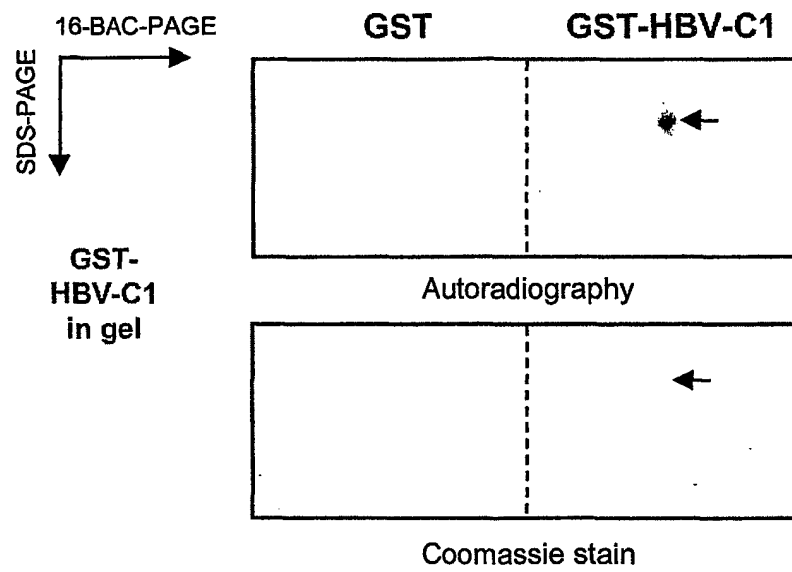 16-BAC-PAGE
SDS-PAGE
GST
GST-HBV-C1
GST-
HBV-C1
in gel
Autoradiography
Coomassie stain